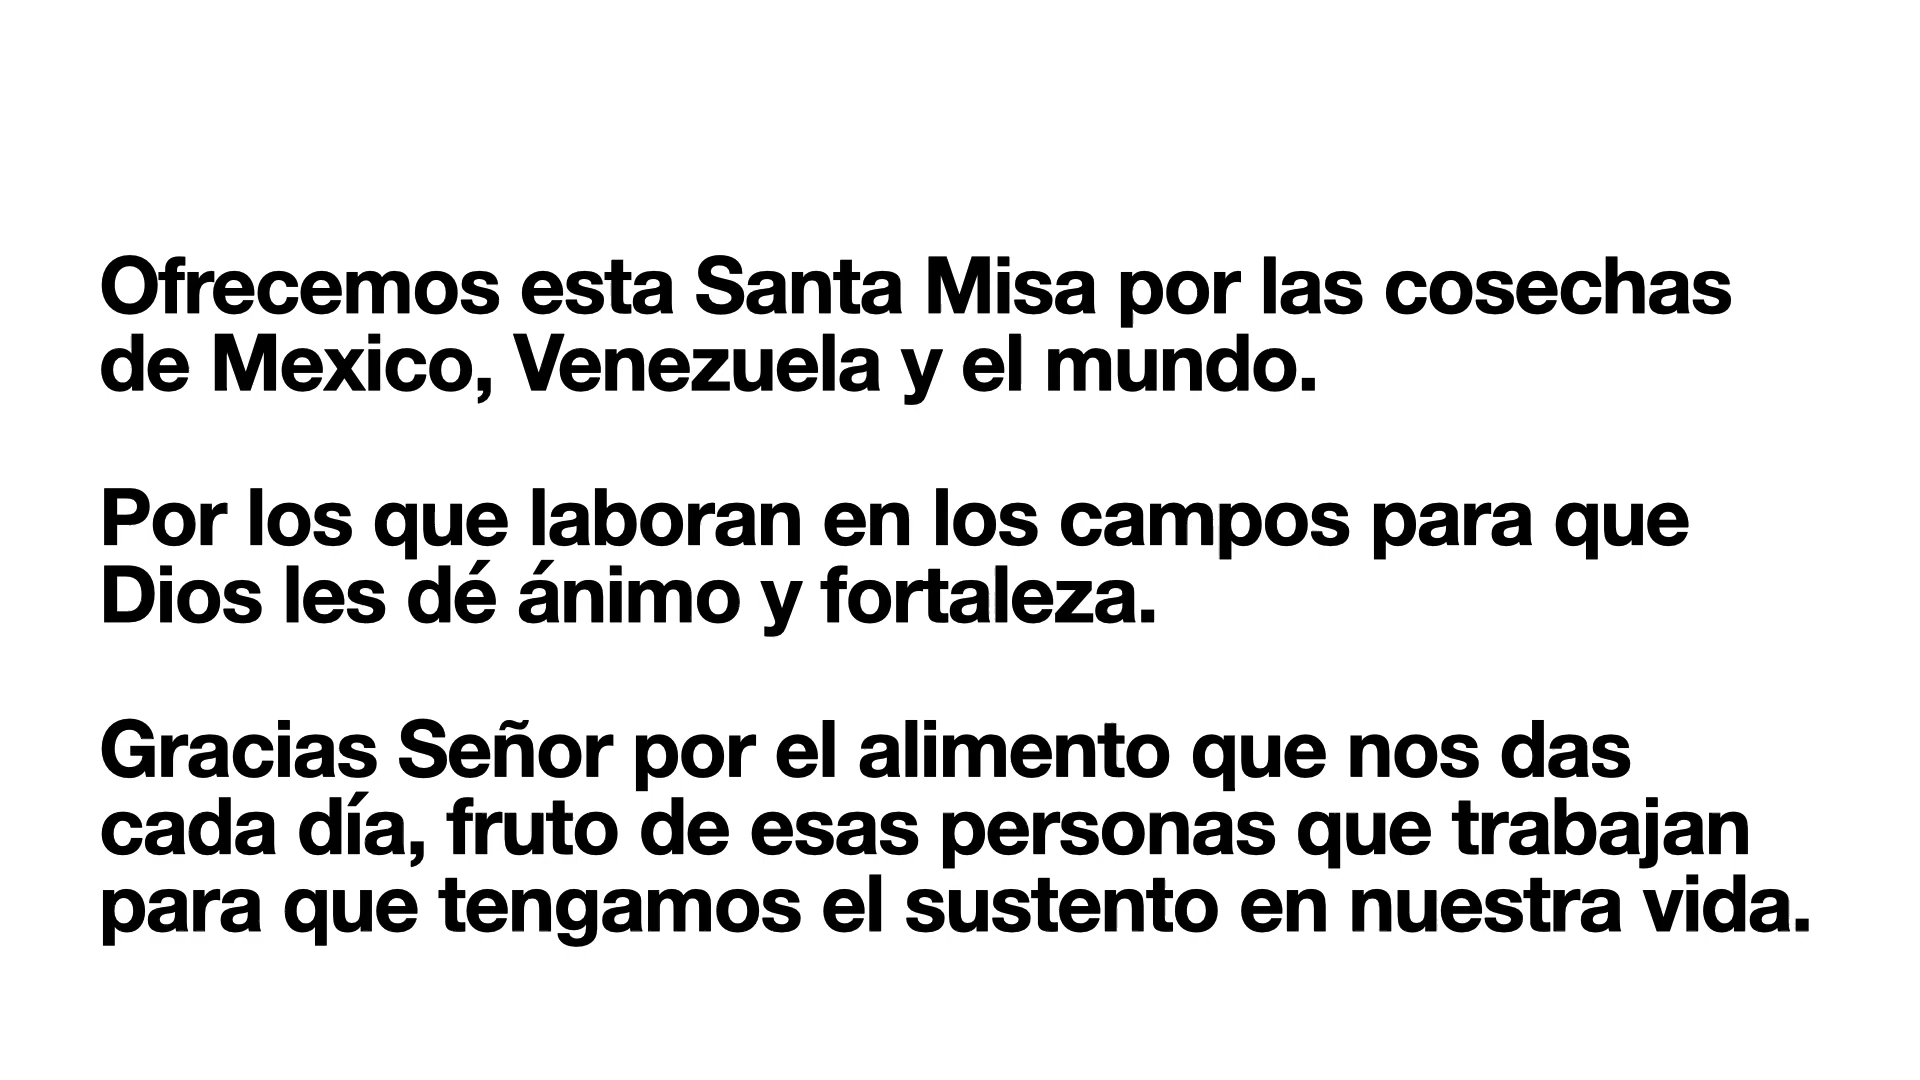 Ofrecemos esta Santa Misa por las cosechas
de Mexico, Venezuela y el mundo.
Por los que laboran en los campos para que
Dios les dé ánimo y fortaleza.
Gracias Señor por el alimento que nos das
cada día, fruto de esas personas que trabajan
para que tengamos el sustento en nuestra vida.